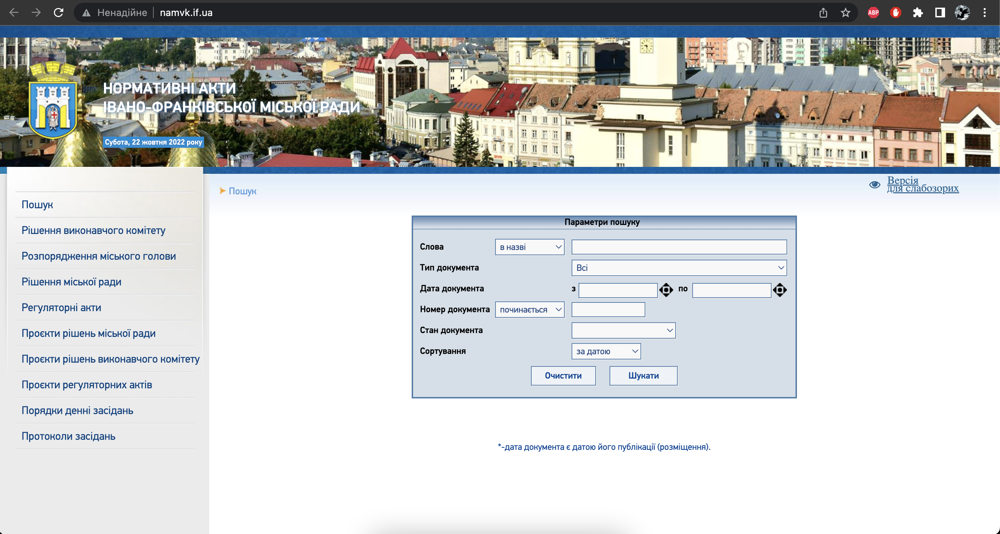 Ненадійне
namvk.if.ua
ABP
НОРМАТИВНІ АКТИ
ІВАНО-ФРАНКІВСЬКОЇ МІСЬКОЇ РАДИ
Субота, 22 жовтня 2022 року
Пошук
Рішення виконавчого комітету
Розпорядження міського голови
Рішення міської ради
Регуляторні акти
Проєкти рішень міської ради
Проєкти рішень виконавчого комітету
Проєкти регуляторних актів
Порядки денні засідань
Протоколи засідань
Пошук
Версія
для слабозорих
Параметри пошуку
Слова в назві
Тип документа Всі
Дата документа з по
Номер документа починається
Стан документа
Сортування за датою
Очистити Шукати
*-дата документа є датою його публікації (розміщення).